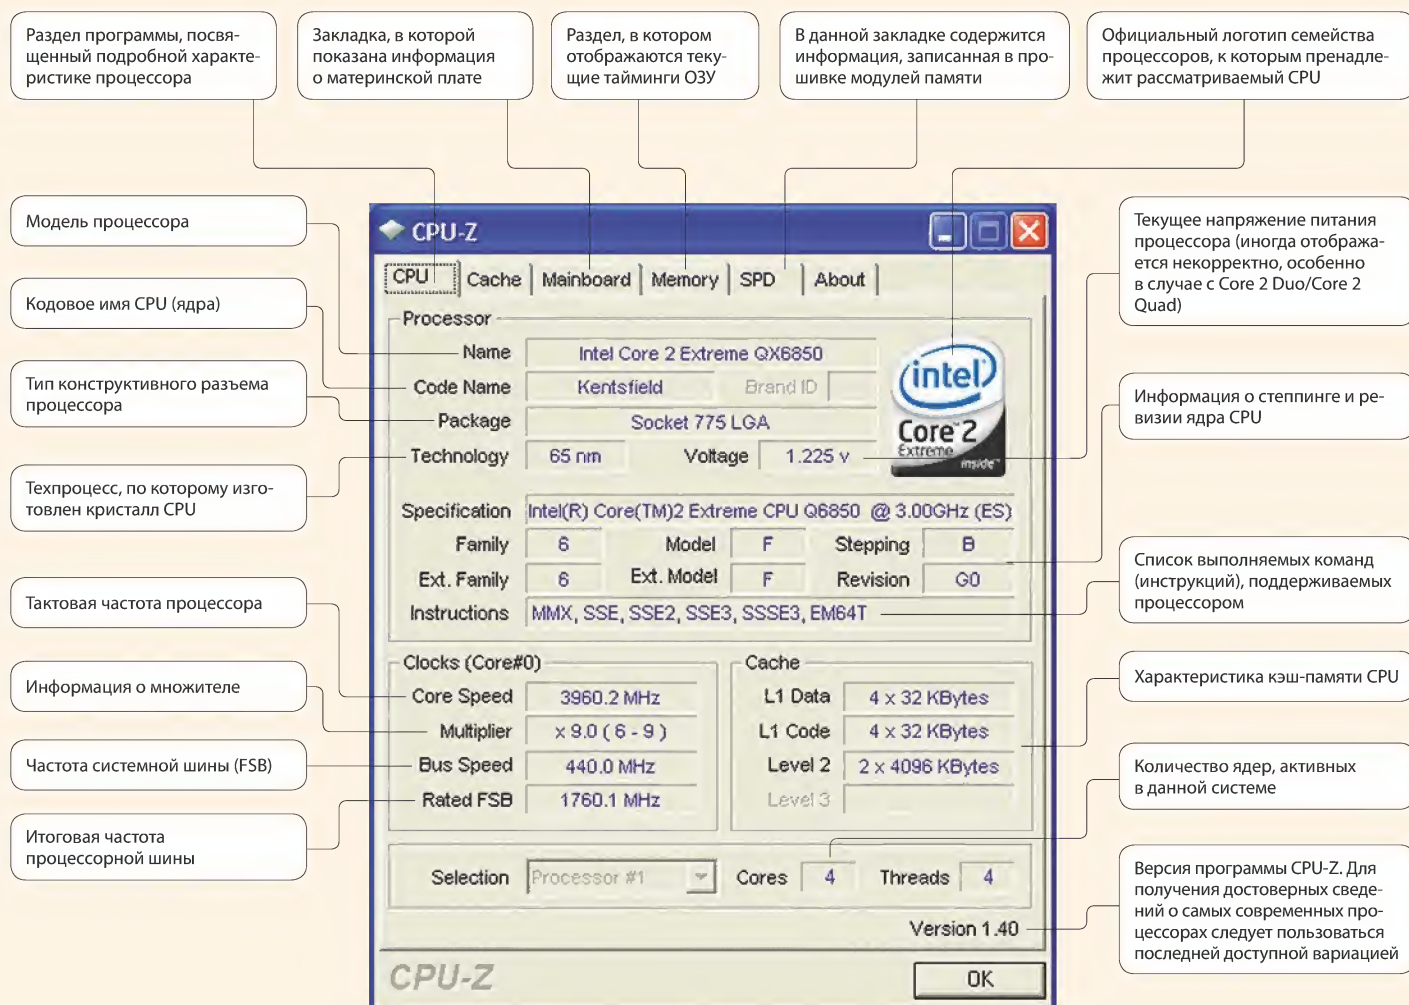 Раздел программы, посвя-
щенный подробной характе-
ристике процессора
Закладка, в которой
показана информация
о материнской плате
Раздел, в котором
отображаются теку-
щие тайминги ОЗУ
В данной закладке содержится
информация, записанная в про-
шивке модулей памяти
Официальный логотип семейства
процессоров, к которым пренадле-
жит рассматриваемый CPU
Модель процессора
Кодовое имя CPU (ядра)
Тип конструктивного разъема
процессора
Техпроцесс, по которому изго-
товлен кристалл CPU
Тактовая частота процессора
Информация о множителе
Частота системной шины (FSB)
Итоговая частота
процессорной шины
CPU-Z
CPU Cache Mainboard Memory SPD About
Processor
Name Intel Core 2 Extreme QX6850
Code Name Kentsfield Brand ID
Package Socket 775 LGA
Technology 65 nm Voltage 1.225 v
intel
Core 2
Extreme
inside™
Specification Intel(R) Core(TM)2 Extreme CPU Q6850 @ 3.00GHz (ES)
Family 6 Model F Stepping B
Ext. Family 6 Ext. Model F Revision G0
Instructions MMX, SSE, SSE2, SSE3, SSSE3, EM64T
Clocks (Core#0)
Core Speed 3960.2 MHz
Multiplier x 9.0 ( 6 - 9 )
Bus Speed 440.0 MHz
Rated FSB 1760.1 MHz
Cache
L1 Data 4 x 32 KBytes
L1 Code 4 x 32 KBytes
Level 2 2 x 4096 KBytes
Level 3
Selection Processor #1 Cores 4 Threads 4
Version 1.40
CPU-Z OK
Текущее напряжение питания
процессора (иногда отобража-
ется некорректно, особенно
в случае с Core 2 Duo/Core 2
Quad)
Информация о степпинге и ре-
визии ядра CPU
Список выполняемых команд
(инструкций), поддерживаемых
процессором
Характеристика кэш-памяти CPU
Количество ядер, активных
в данной системе
Версия программы CPU-Z. Для
получения достоверных сведе-
ний о самых современных про-
цессорах следует пользоваться
последней доступной вариацией